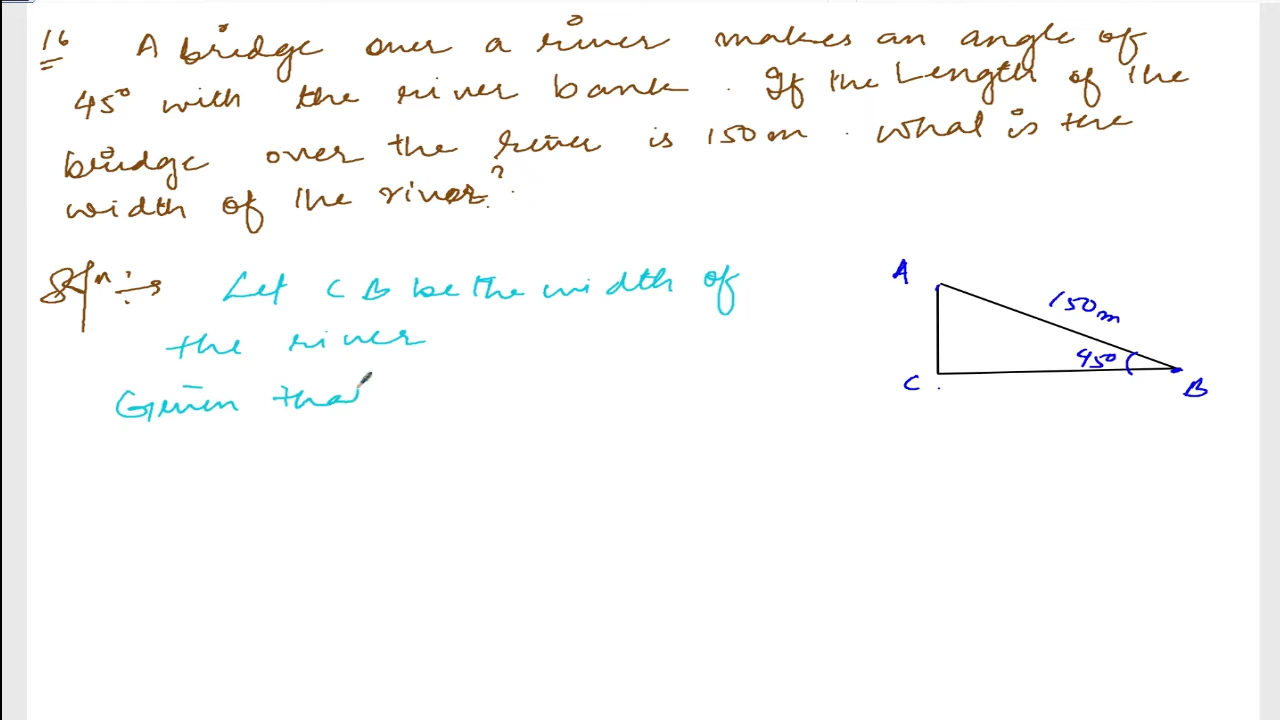 16 A bridge over a river makes an angle of
45° with the river bank. If the Length of the
bridge over the river is 150m. what is the
width of the river?
Sol^n ÷→ Let CB be the width of
the river
Given tha
A
150m
45°
C
B